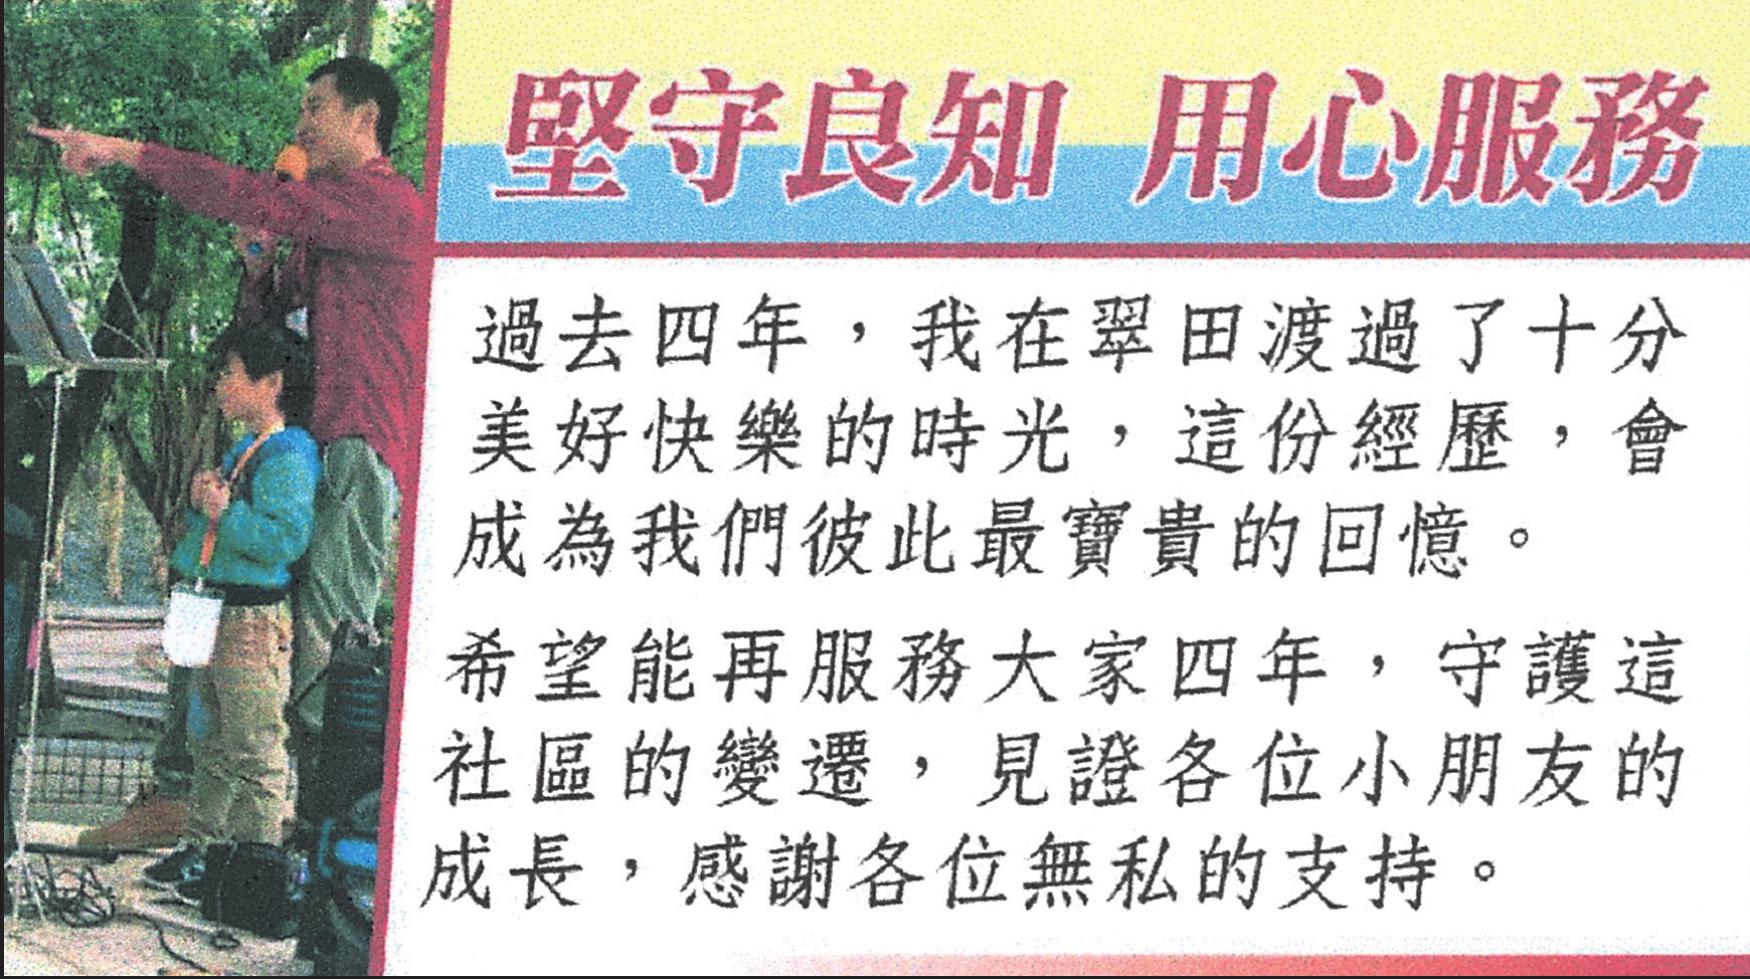 堅守良知 用心服務
過去四年，我在翠田渡過了十分
美好快樂的時光，這份經歷，會
成為我們彼此最寶貴的回憶。
希望能再服務大家四年，守護這
社區的變遷，見證各位小朋友的
成長，感謝各位無私的支持。